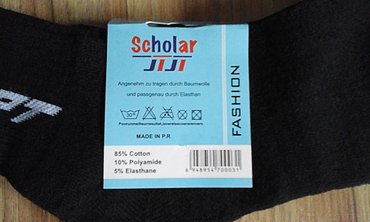 Scholar
JIJI
Angenehm zu tragen durch Baumwolle
und passgenau durch Elasthan
MADE IN P.R
85% Cotton
10% Polyamide
5% Elasthane
6948954700031
FASHION